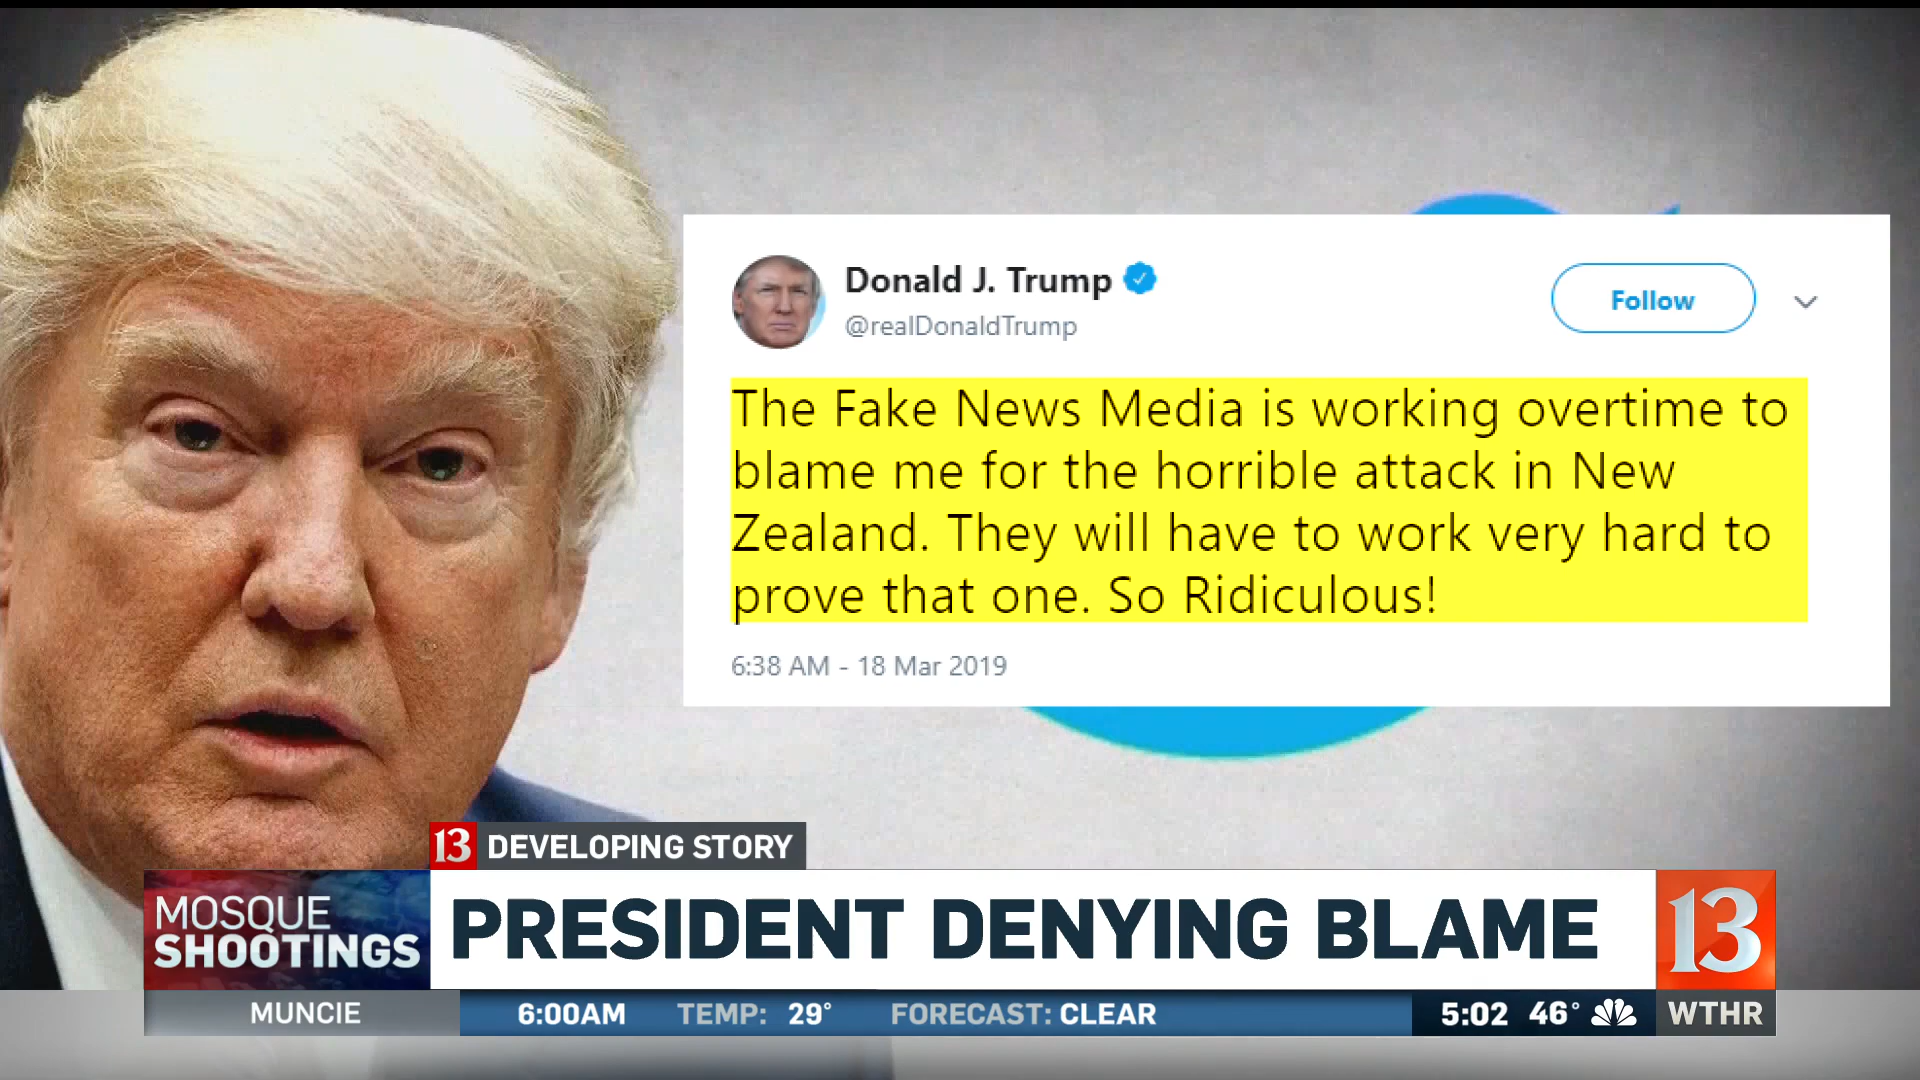 Donald J. Trump
@realDonaldTrump
Follow
The Fake News Media is working overtime to
blame me for the horrible attack in New
Zealand. They will have to work very hard to
prove that one. So Ridiculous!
6:38 AM - 18 Mar 2019
13 DEVELOPING STORY
MOSQUE
SHOOTINGS
PRESIDENT DENYING BLAME
13
MUNCIE 6:00AM TEMP: 29° FORECAST: CLEAR 5:02 46° WTHR